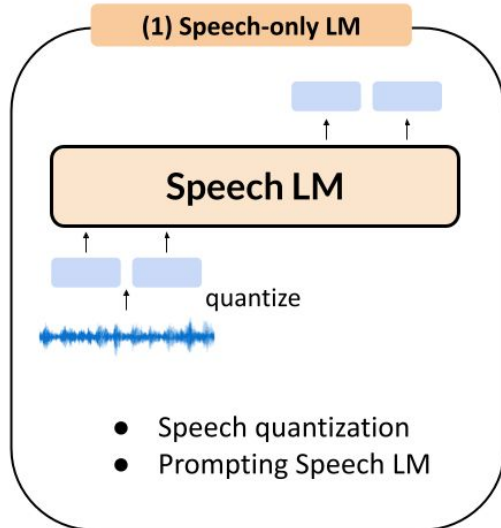 (1) Speech-only LM
Speech LM
quantize
● Speech quantization
● Prompting Speech LM